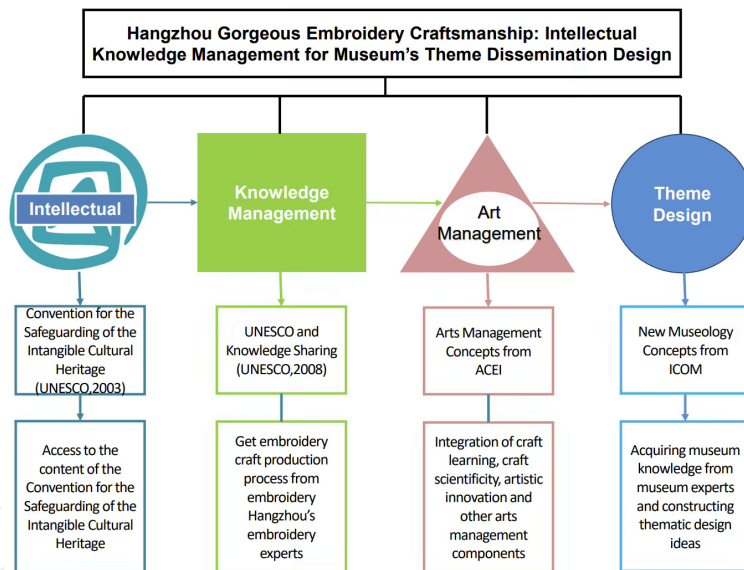 Hangzhou Gorgeous Embroidery Craftsmanship: Intellectual
Knowledge Management for Museum's Theme Dissemination Design
Intellectual
Knowledge
Management
Art
Management
Theme
Design
Convention for the
Safeguarding of the
Intangible Cultural
Heritage
(UNESCO,2003)
UNESCO and
Knowledge Sharing
(UNESCO,2008)
Arts Management
Concepts from
ACEI
New Museology
Concepts from
ICOM
Access to the
content of the
Convention for the
Safeguarding of the
Intangible Cultural
Heritage
Get embroidery
craft production
process from
embroidery
Hangzhou's
embroidery
experts
Integration of craft
learning, craft
scientificity, artistic
innovation and
other arts
management
components
Acquiring museum
knowledge from
museum experts
and constructing
thematic design
ideas